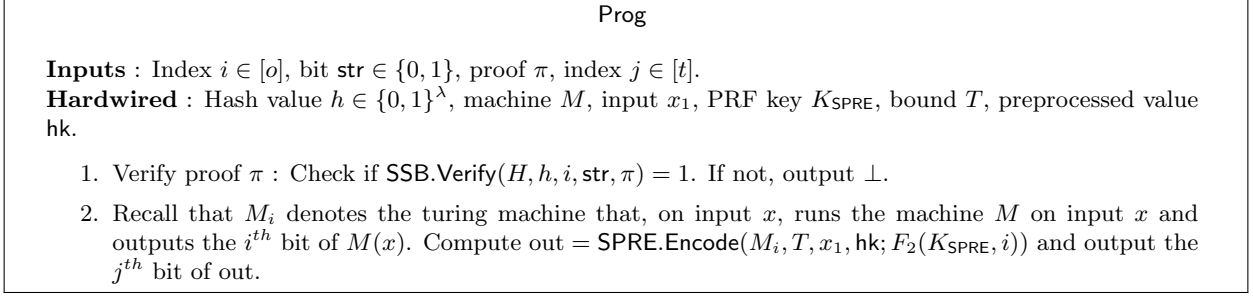 Prog
Inputs : Index i ∈ [o], bit str ∈ {0, 1}, proof π, index j ∈ [t].
Hardwired : Hash value h ∈ {0, 1}^λ, machine M, input x_1, PRF key K_SPRE, bound T, preprocessed value
hk.
1. Verify proof π : Check if SSB.Verify(H, h, i, str, π) = 1. If not, output ⊥.
2. Recall that M_i denotes the turing machine that, on input x, runs the machine M on input x and
outputs the i^th bit of M(x). Compute out = SPRE.Encode(M_i, T, x_1, hk; F_2(K_SPRE, i)) and output the
j^th bit of out.